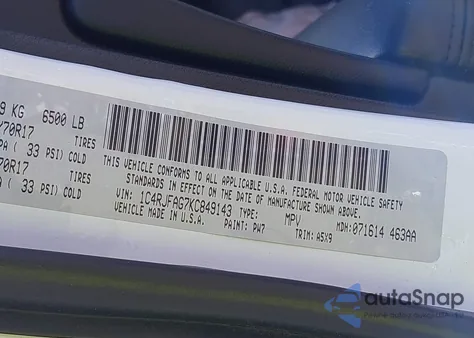 9 KG 6500 LB
/70R17
TIRES
PA ( 33 PSI) COLD
70R17
TIRES
( 33 PSI) COLD
THIS VEHICLE CONFORMS TO ALL APPLICABLE U.S.A. FEDERAL MOTOR VEHICLE SAFETY
STANDARDS IN EFFECT ON THE DATE OF MANUFACTURE SHOWN ABOVE.
VIN: 1C4RJFAG7KC849143 TYPE: MPV MDH: 071614 463AA
VEHICLE MADE IN U.S.A. PAINT: PW7 TRIM: A5X9
autaSnap